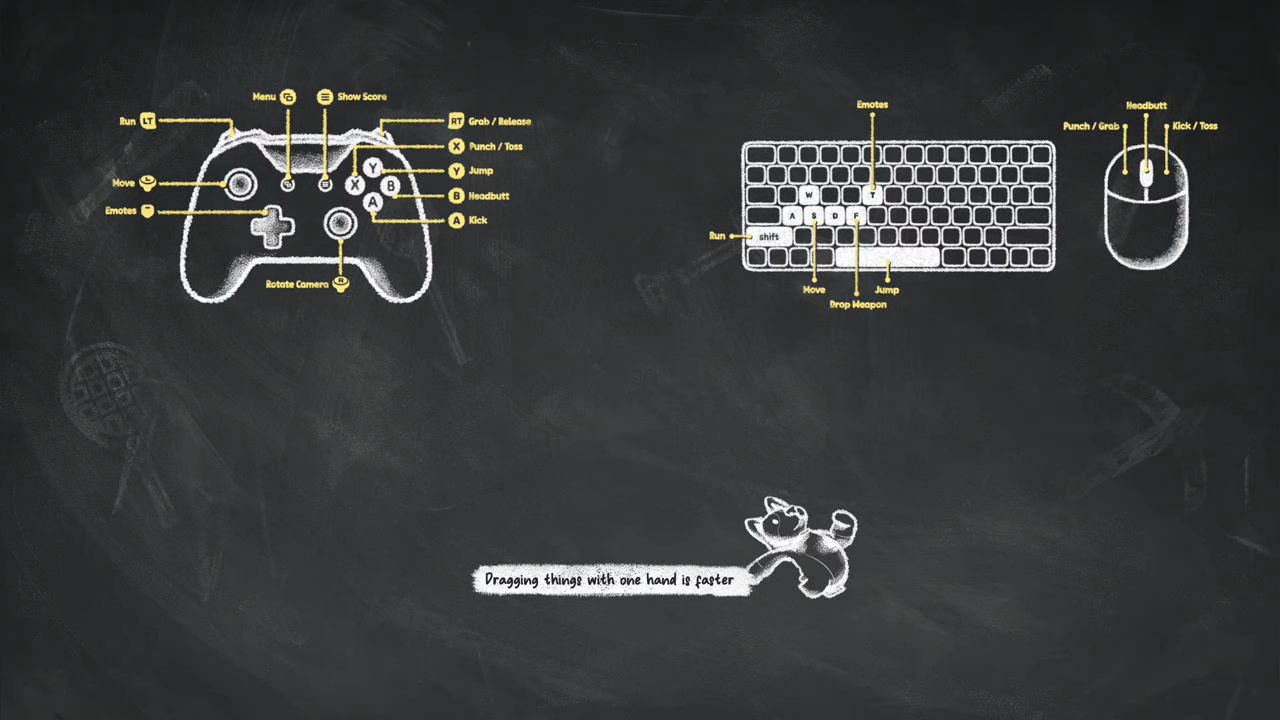 Menu
Show Score
Run LT
RT Grab / Release
X Punch / Toss
Y Jump
B Headbutt
A Kick
Move L
Emotes
Y
X B
A
Rotate Camera R
Emotes
W T
A S D F
Run shift
Move
Jump
Drop Weapon
Headbutt
Punch / Grab
Kick / Toss
Dragging things with one hand is faster